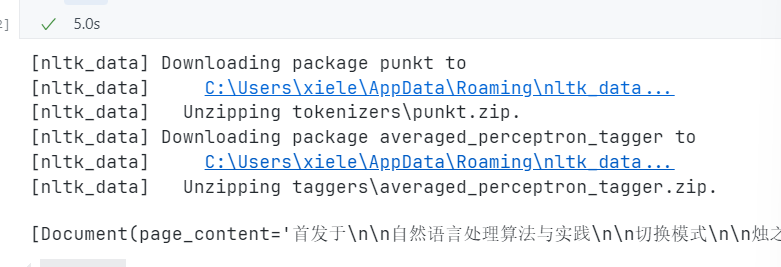 5.0s
[nltk_data] Downloading package punkt to
[nltk_data]     C:\Users\xiele\AppData\Roaming\nltk_data...
[nltk_data]   Unzipping tokenizers\punkt.zip.
[nltk_data] Downloading package averaged_perceptron_tagger to
[nltk_data]     C:\Users\xiele\AppData\Roaming\nltk_data...
[nltk_data]   Unzipping taggers\averaged_perceptron_tagger.zip.
[Document(page_content='首发于\n\n自然语言处理算法与实践\n\n切换模式\n\n烛之